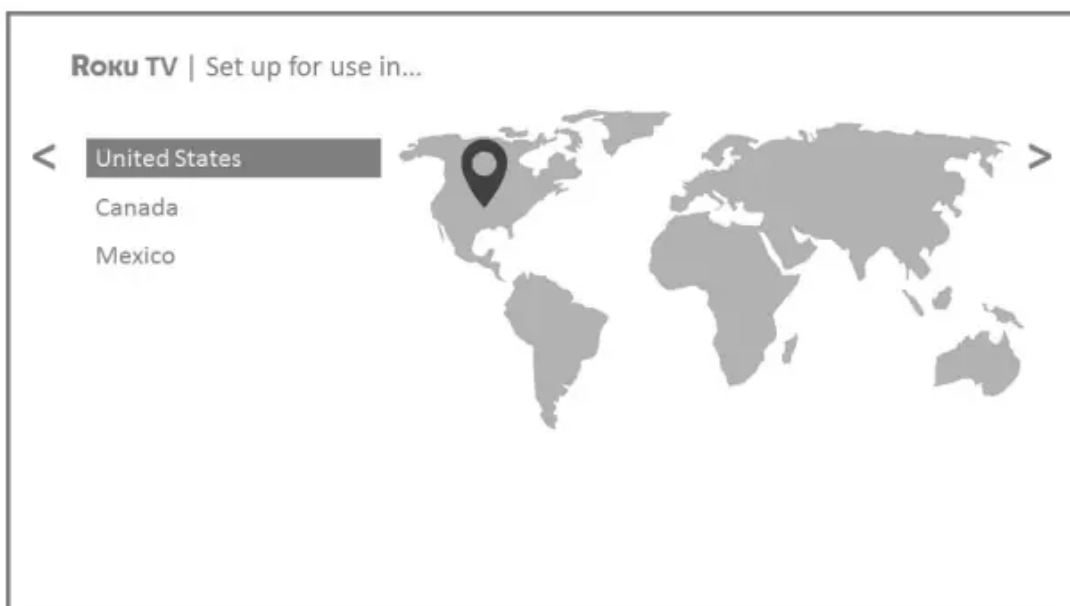 Roku TV | Set up for use in...
< United States >
Canada
Mexico